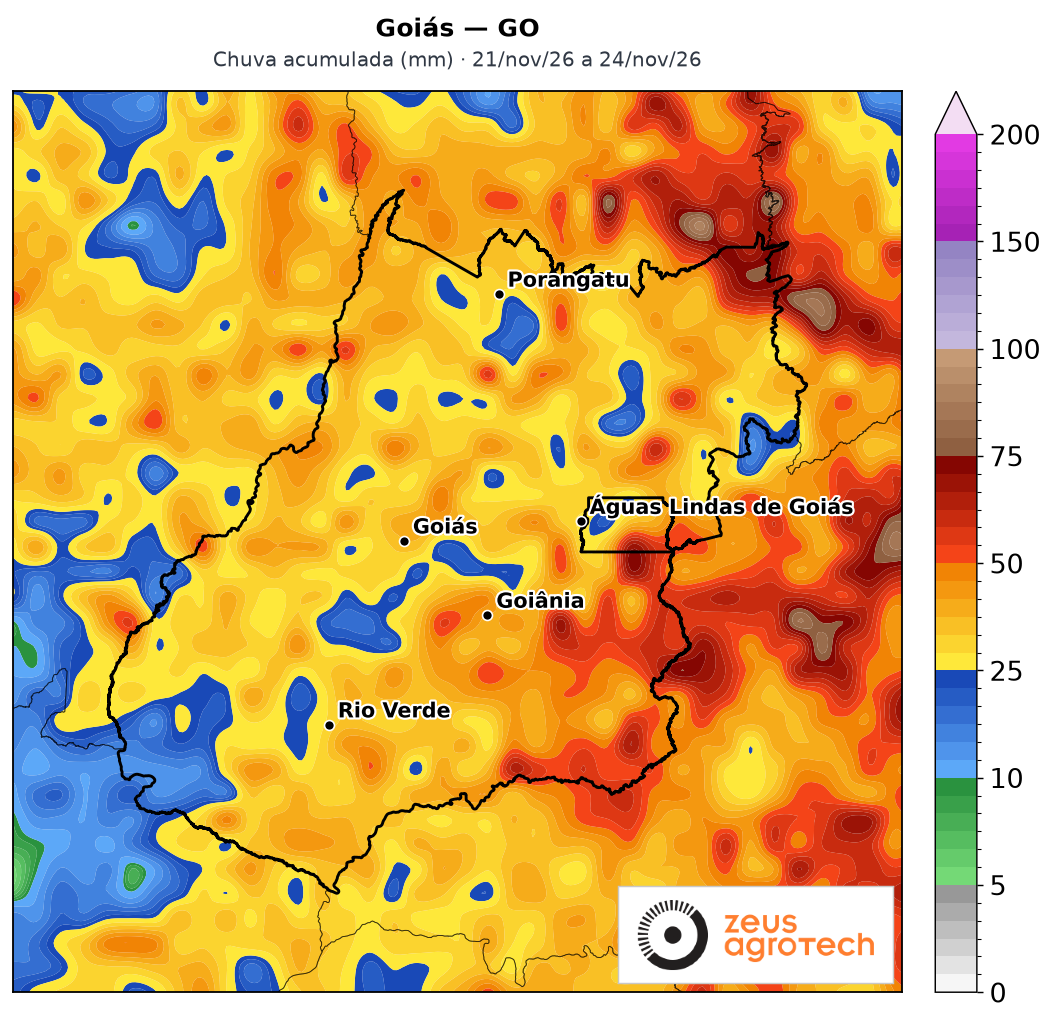 Goiás — GO
Chuva acumulada (mm) · 21/nov/26 a 24/nov/26
200
150
100
75
50
25
10
5
0
Porangatu
Águas Lindas de Goiás
Goiás
Goiânia
Rio Verde
zeus
agrotech